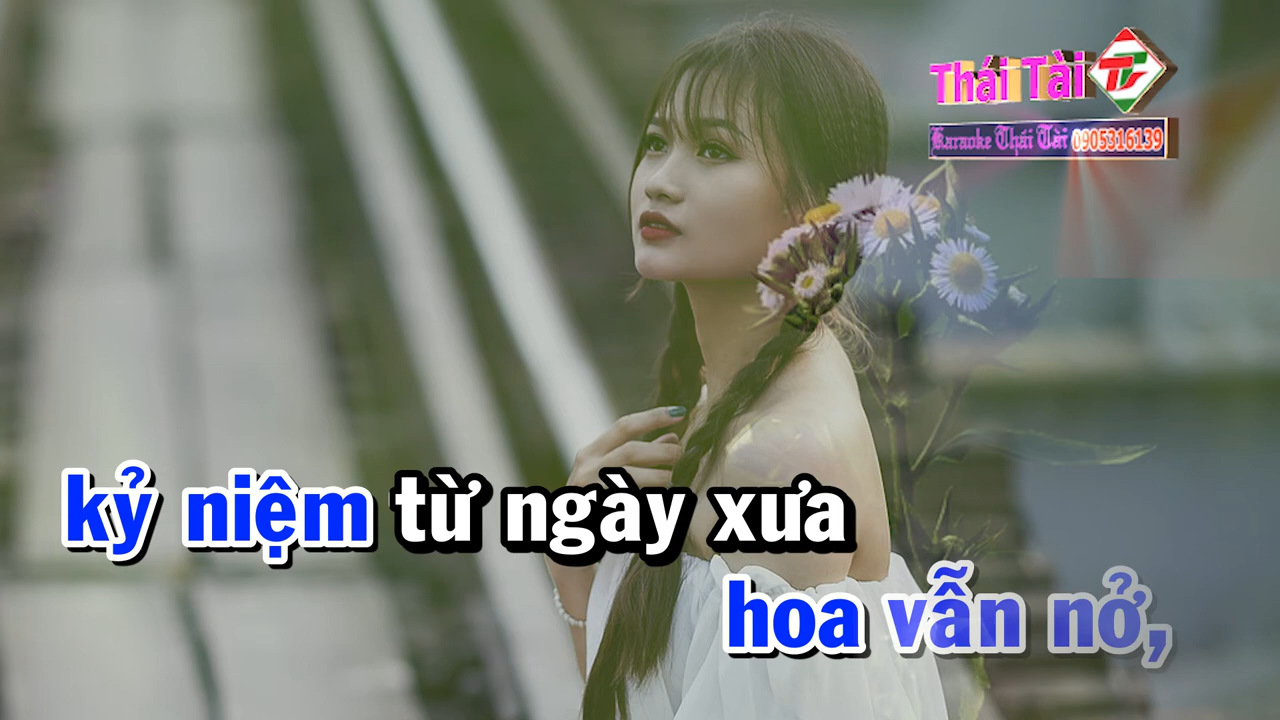 Thái Tài
Karaoke Thái Tài 0905316139
kỷ niệm từ ngày xưa
hoa vẫn nở,